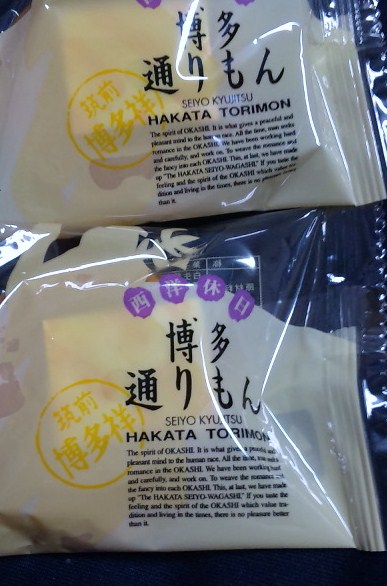 博多
通りもん
SEIYO KYUJITSU
HAKATA TORIMON
筑前
博多祥
The spirit of OKASHI. It is what gives a peaceful and
pleasant mind to the human race. All the time, man seeks
romance in the OKASHI. We have been working hard
and carefully, and work on. To weave the romance and
the fancy into each OKASHI. This, at last, we have made
up "The HAKATA SEIYO-WAGASHI." If you taste the
feeling and the spirit of the OKASHI which value tra-
dition and living in the times, there is no pleasure better
than it.
西洋休日
博多
通りもん
SEIYO KYUJITSU
HAKATA TORIMON
筑前
博多祥
The spirit of OKASHI. It is what gives a peaceful and
pleasant mind to the human race. All the time, man seeks
romance in the OKASHI. We have been working hard
and carefully, and work on. To weave the romance and
the fancy into each OKASHI. This, at last, we have made
up "The HAKATA SEIYO-WAGASHI." If you taste the
feeling and the spirit of the OKASHI which value tra-
dition and living in the times, there is no pleasure better
than it.